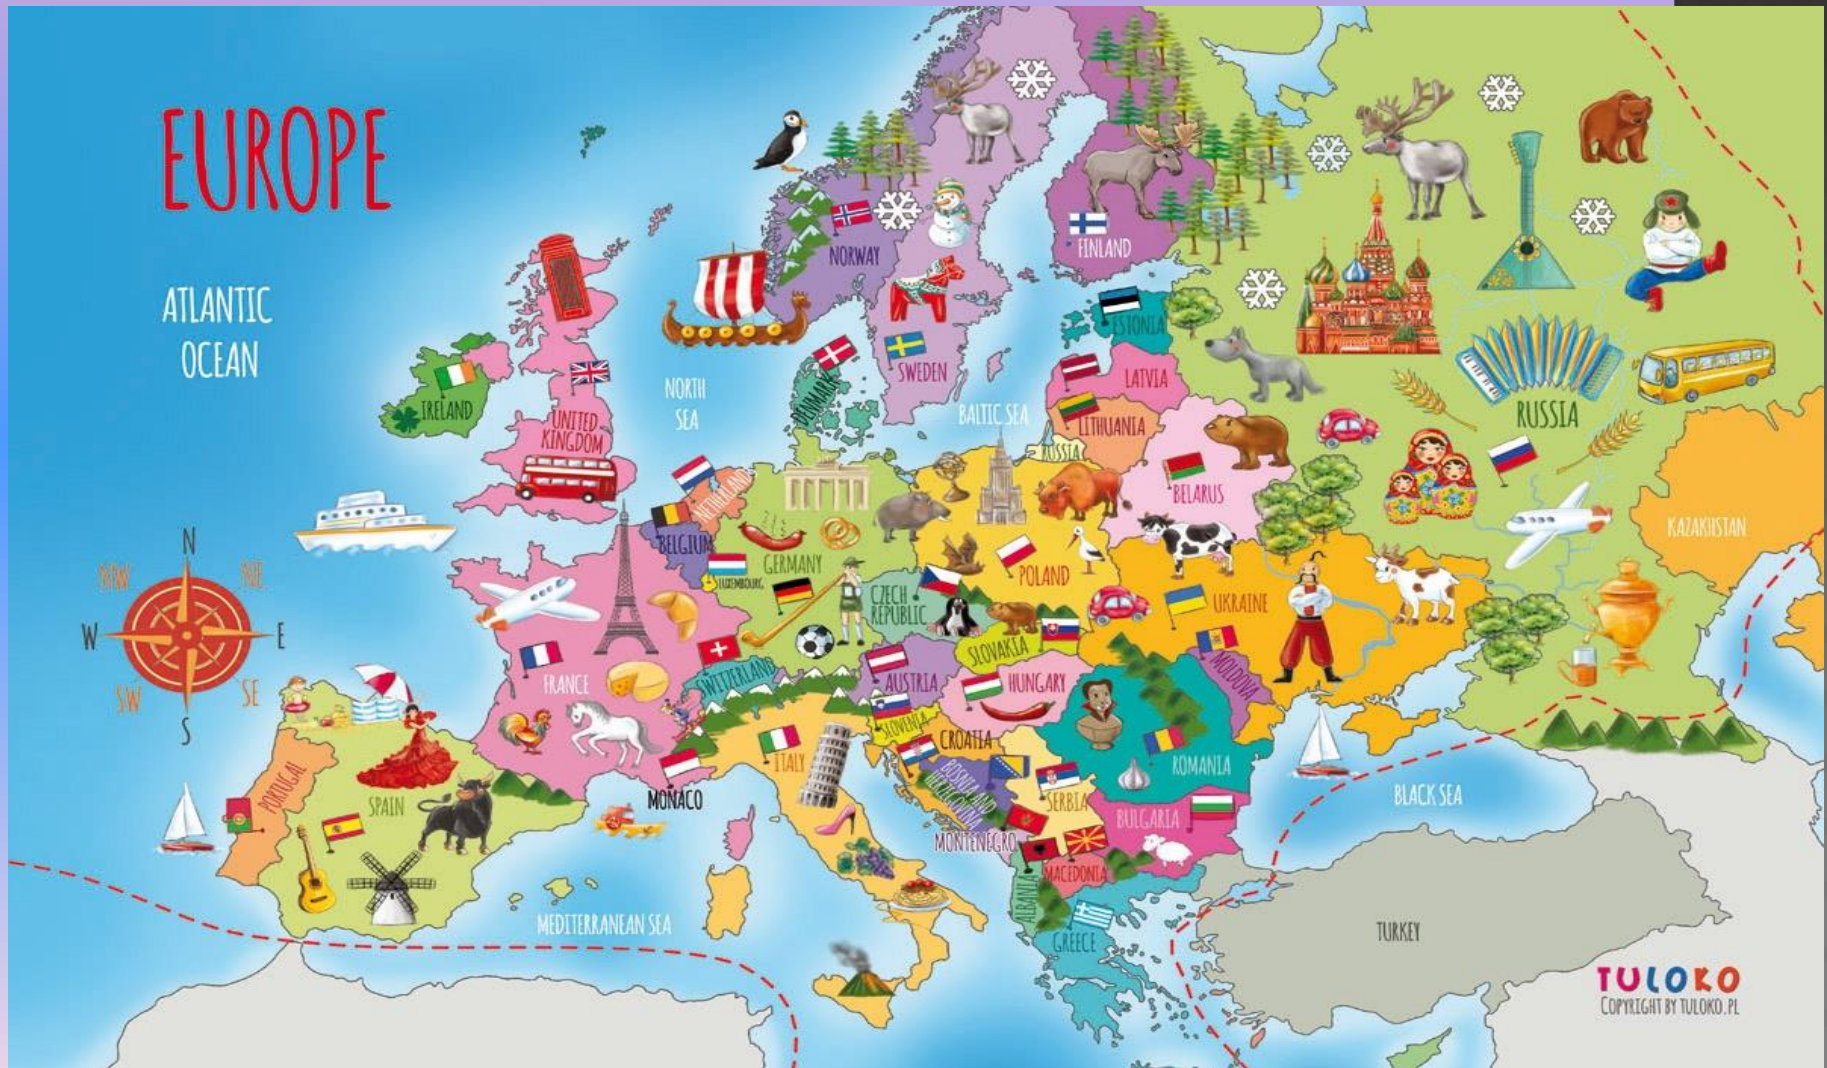 EUROPE
ATLANTIC
OCEAN
N
NW
NE
W
E
SW
SE
S
NORWAY
FINLAND
SWEDEN
ESTONIA
LATVIA
LITHUANIA
RUSSIA
BELARUS
NORTH
SEA
BALTIC SEA
DENMARK
IRELAND
UNITED
KINGDOM
NETHERLAND
BELGIUM
LUXEMBOURG
GERMANY
POLAND
CZECH
REPUBLIC
SLOVAKIA
UKRAINE
RUSSIA
KAZAKHSTAN
FRANCE
SWITZERLAND
AUSTRIA
HUNGARY
MOLDOVA
SLOVENIA
CROATIA
ITALY
MONACO
ROMANIA
BOSNIA AND
HERZEGOVINA
SERBIA
BULGARIA
MONTENEGRO
MACEDONIA
ALBANIA
GREECE
PORTUGAL
SPAIN
MEDITERRANEAN SEA
BLACK SEA
TURKEY
TULOKO
COPYRIGHT BY TULOKO.PL